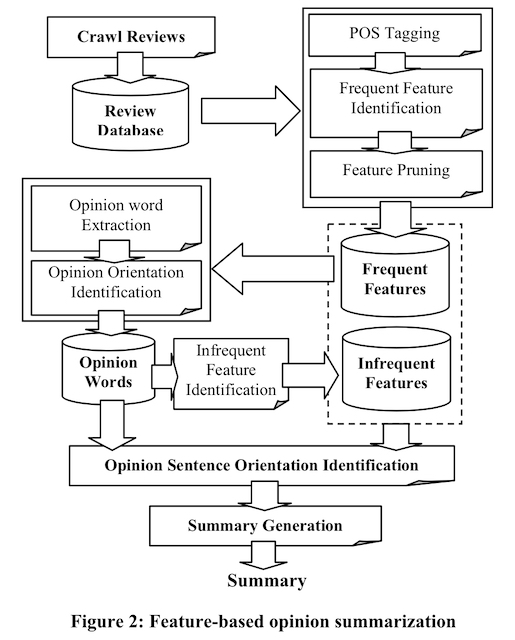 Crawl Reviews
Review
Database
POS Tagging
Frequent Feature
Identification
Feature Pruning
Opinion word
Extraction
Opinion Orientation
Identification
Frequent
Features
Opinion
Words
Infrequent
Feature
Identification
Infrequent
Features
Opinion Sentence Orientation Identification
Summary Generation
Summary
Figure 2: Feature-based opinion summarization